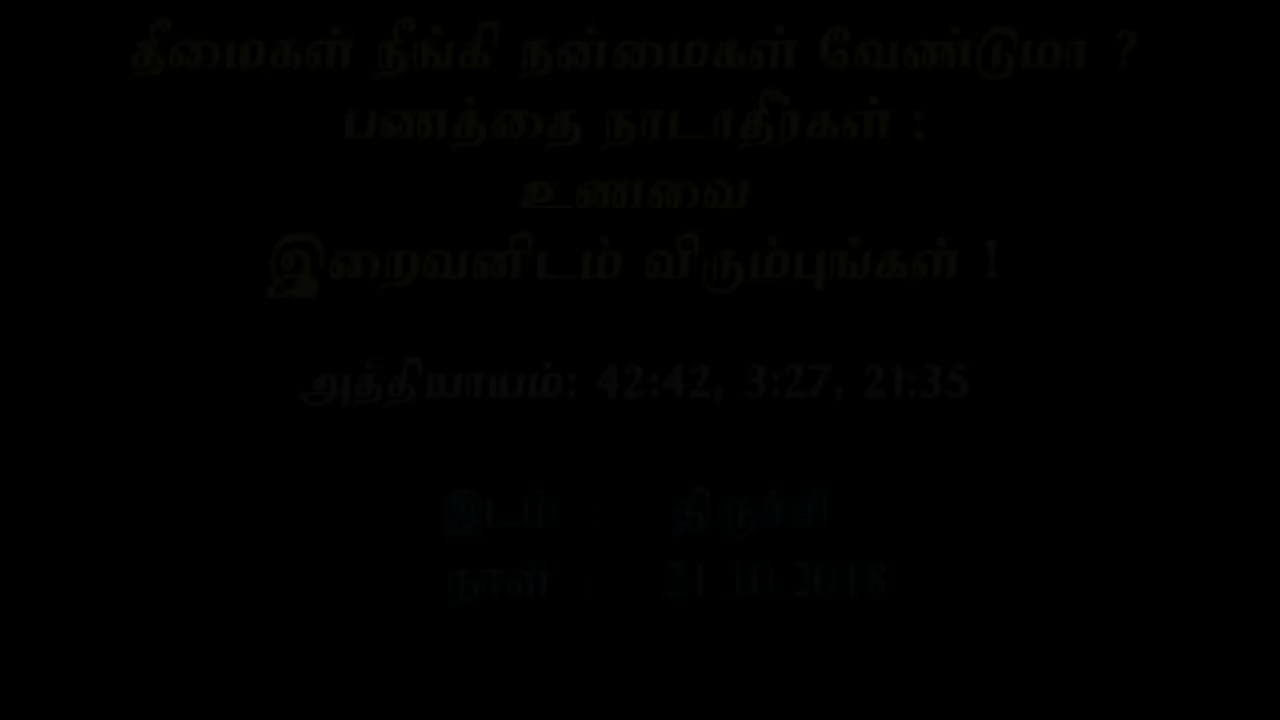 தீமைகள் நீங்கி நன்மைகள் வேண்டுமா ?
பணத்தை நாடாதீர்கள் ;
உணவை
இறைவனிடம் விரும்புங்கள் !
அத்தியாயம்: 42:42, 3:27, 21:35
இடம் : திருச்சி
நாள் : 21.10.2018